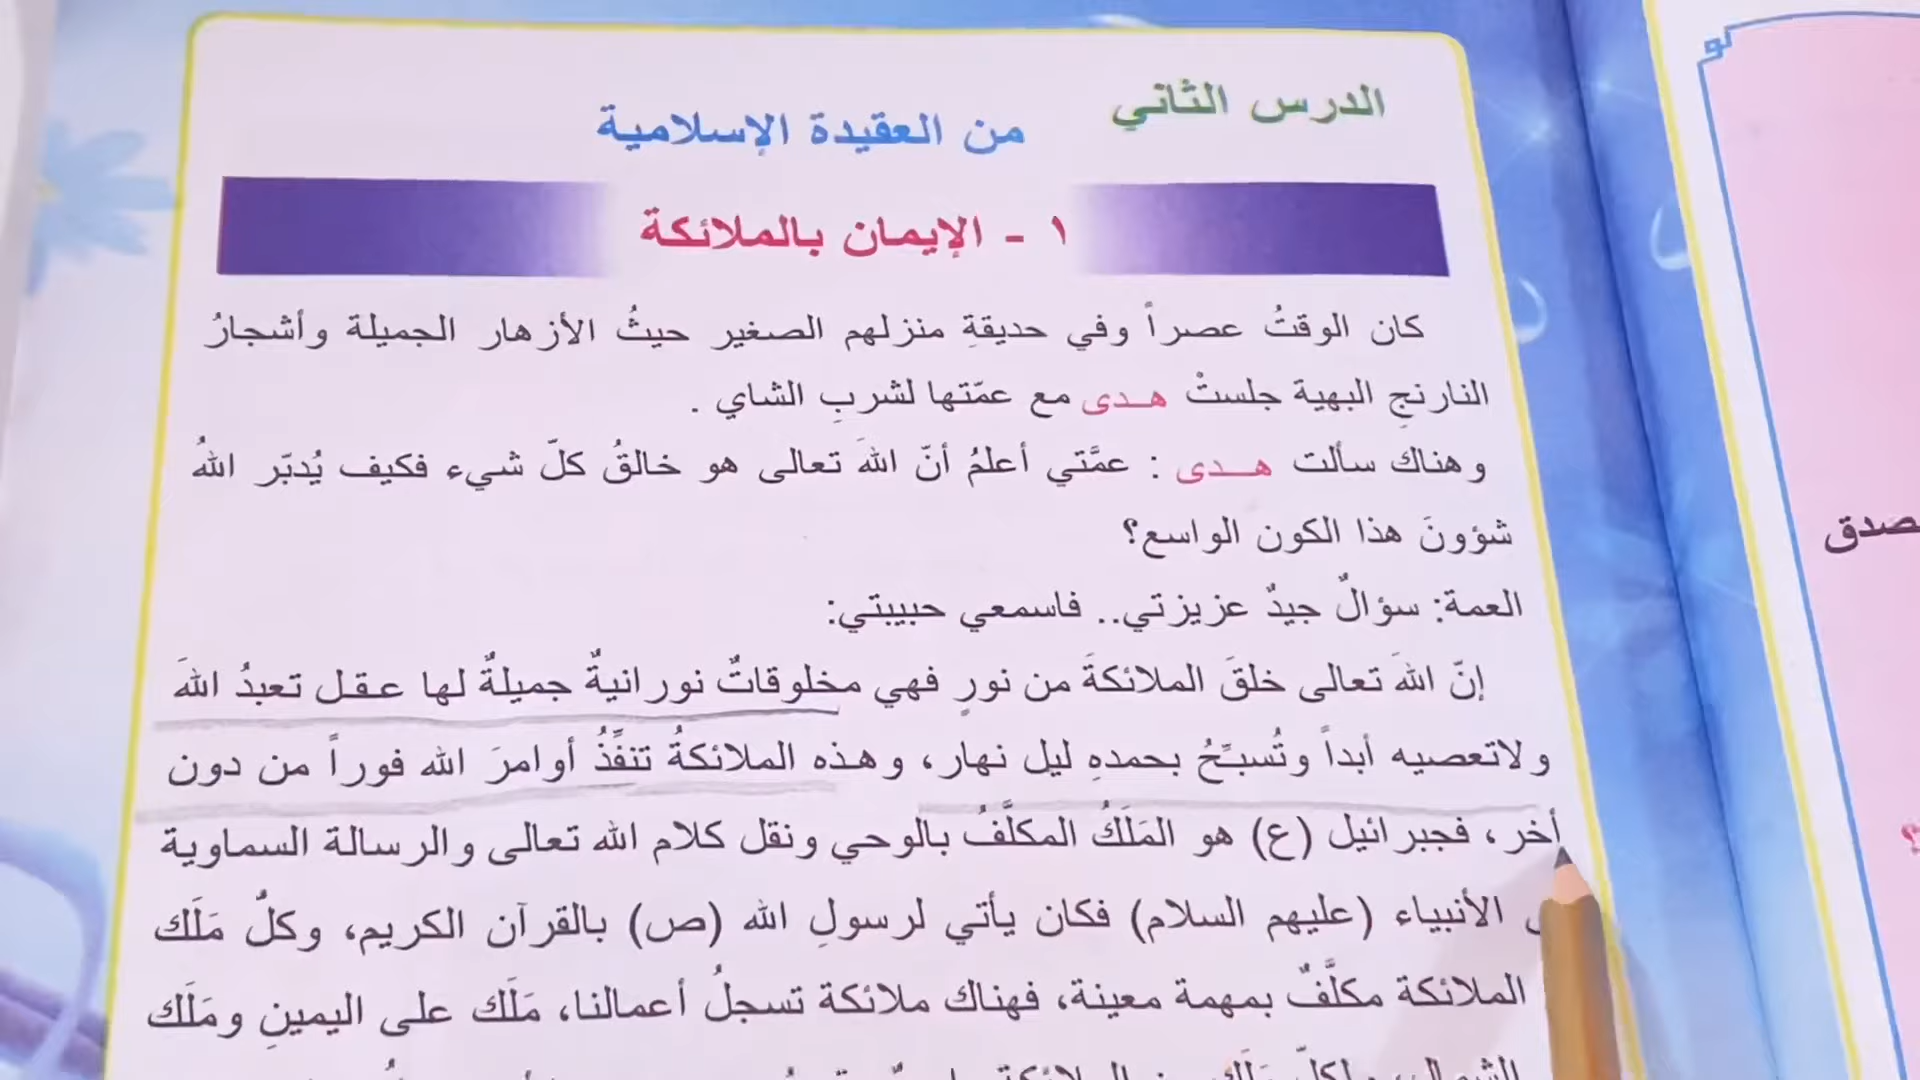 الدرس الثاني
من العقيدة الإسلامية
١ - الإيمان بالملائكة
كان الوقتُ عصراً وفي حديقةِ منزلهم الصغير حيثُ الأزهار الجميلة وأشجارُ
النارنجِ البهية جلستْ هـدى مع عمّتها لشربِ الشاي .
وهناك سألت هـدى : عمَّتي أعلمُ أنّ اللهَ تعالى هو خالقُ كلّ شيء فكيف يُدبّر اللهُ
شؤونَ هذا الكون الواسع؟
العمة: سؤالٌ جيدٌ عزيزتي.. فاسمعي حبيبتي:
إنّ اللهَ تعالى خلقَ الملائكةَ من نورٍ فهي مخلوقاتٌ نورانيةٌ جميلةٌ لها عقل تعبدُ اللهَ
ولاتعصيه أبداً وتُسبِّحُ بحمدهِ ليل نهار، وهذه الملائكةُ تنفِّذُ أوامرَ الله فوراً من دون
أخر، فجبرائيل (ع) هو المَلَكُ المكلَّفُ بالوحي ونقل كلام الله تعالى والرسالة السماوية
الأنبياء (عليهم السلام) فكان يأتي لرسولِ الله (ص) بالقرآن الكريم، وكلُّ مَلَك
الملائكة مكلَّفٌ بمهمة معينة، فهناك ملائكة تسجلُ أعمالنا، مَلَك على اليمينِ ومَلَك
صدق
؟